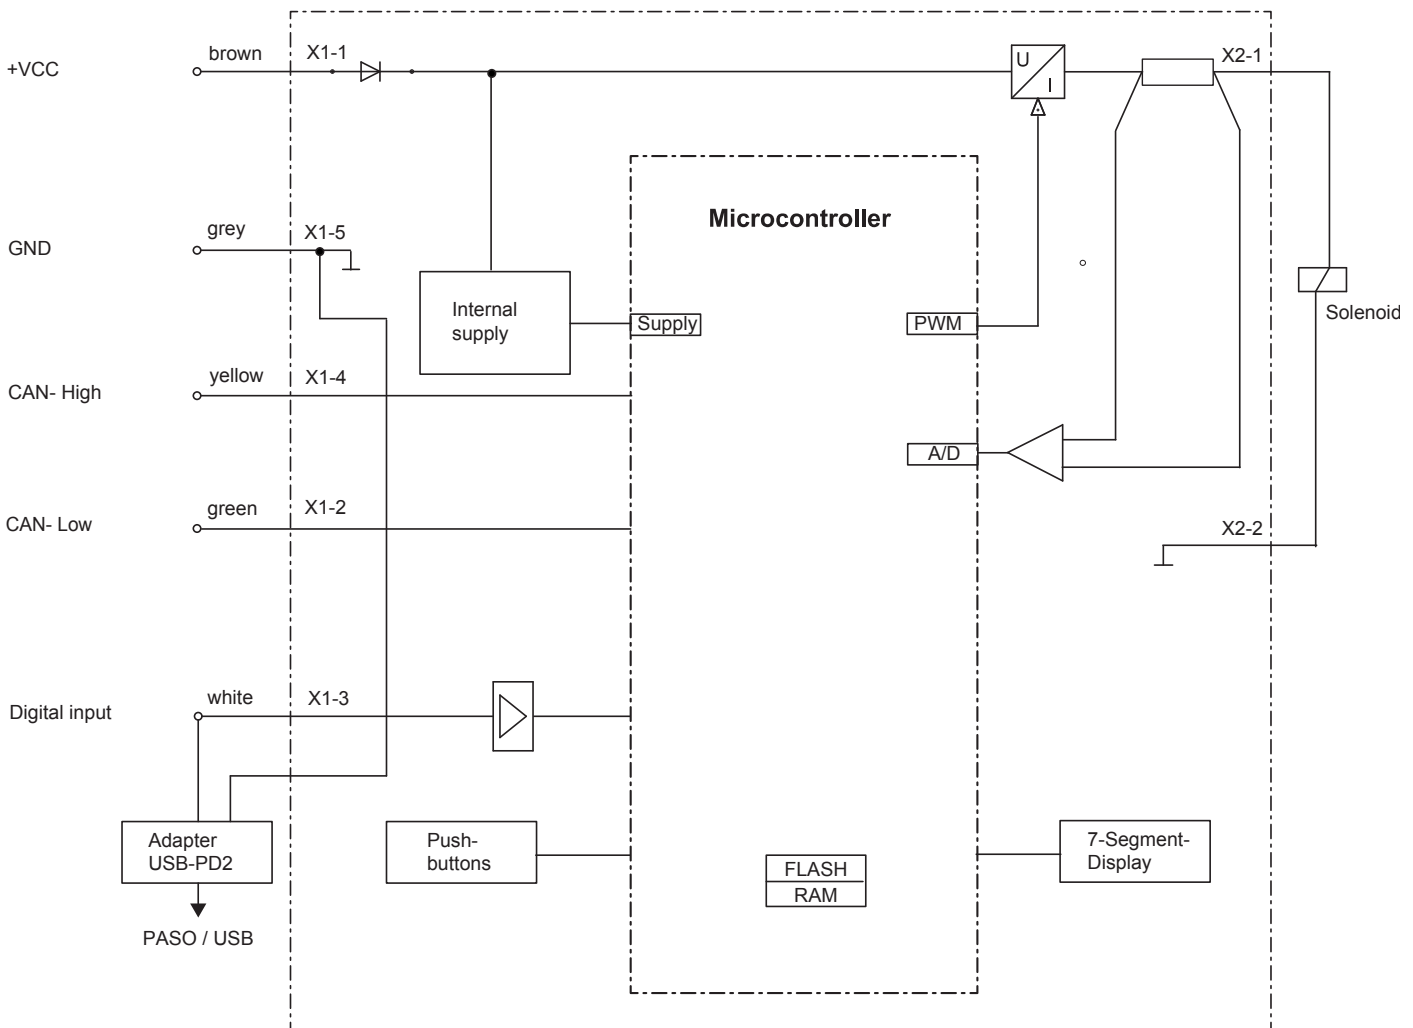 +VCC
brown
X1-1
U
I
X2-1
Microcontroller
GND
grey
X1-5
Internal
supply
Supply
PWM
Solenoid
CAN- High
yellow
X1-4
A/D
CAN- Low
green
X1-2
X2-2
Digital input
white
X1-3
Adapter
USB-PD2
Push-
buttons
FLASH
RAM
7-Segment-
Display
PASO / USB